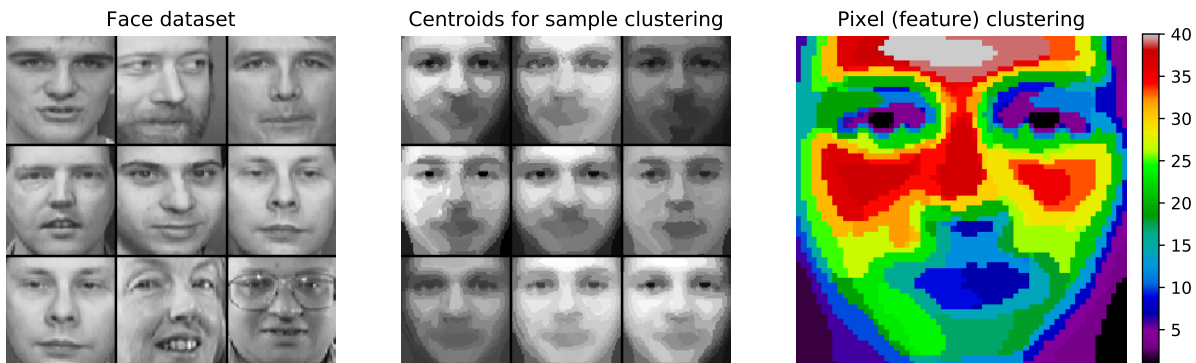 Face dataset
Centroids for sample clustering
Pixel (feature) clustering
40
35
30
25
20
15
10
5